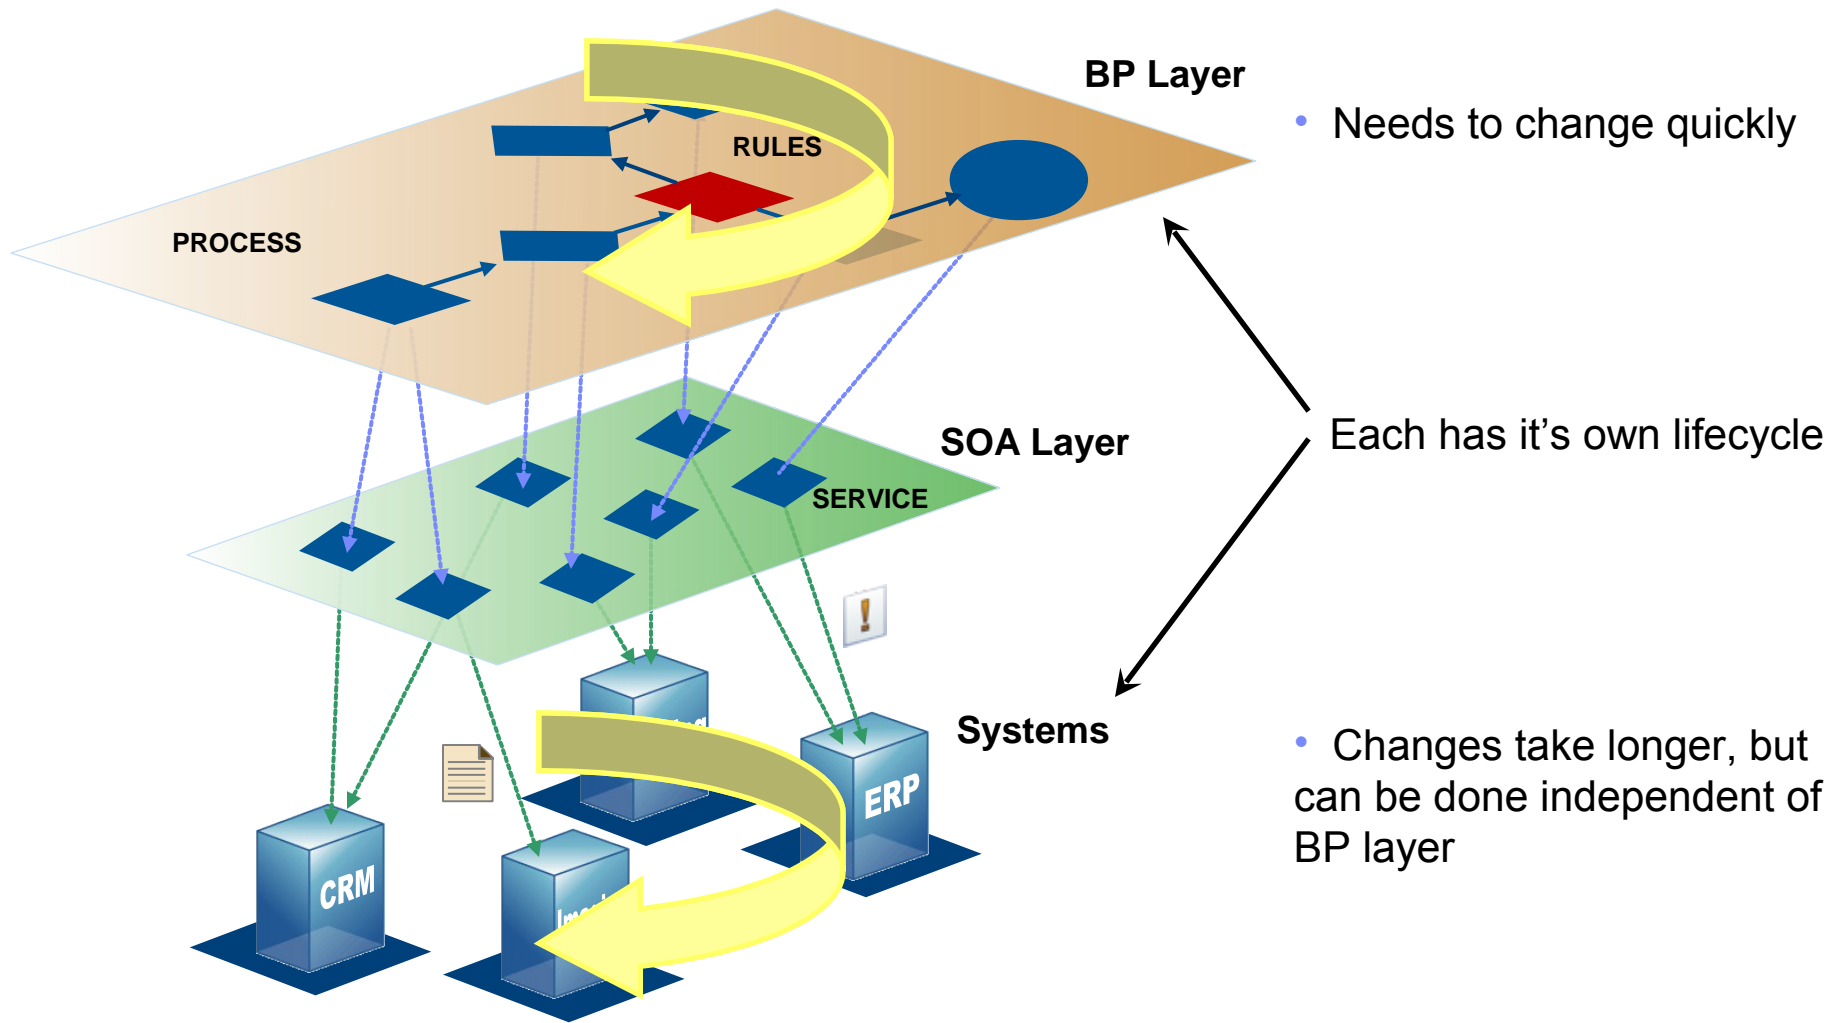 BP Layer
• Needs to change quickly
RULES
PROCESS
Each has it’s own lifecycle
SOA Layer
SERVICE
Systems
• Changes take longer, but
can be done independent of
BP layer
ERP
CRM